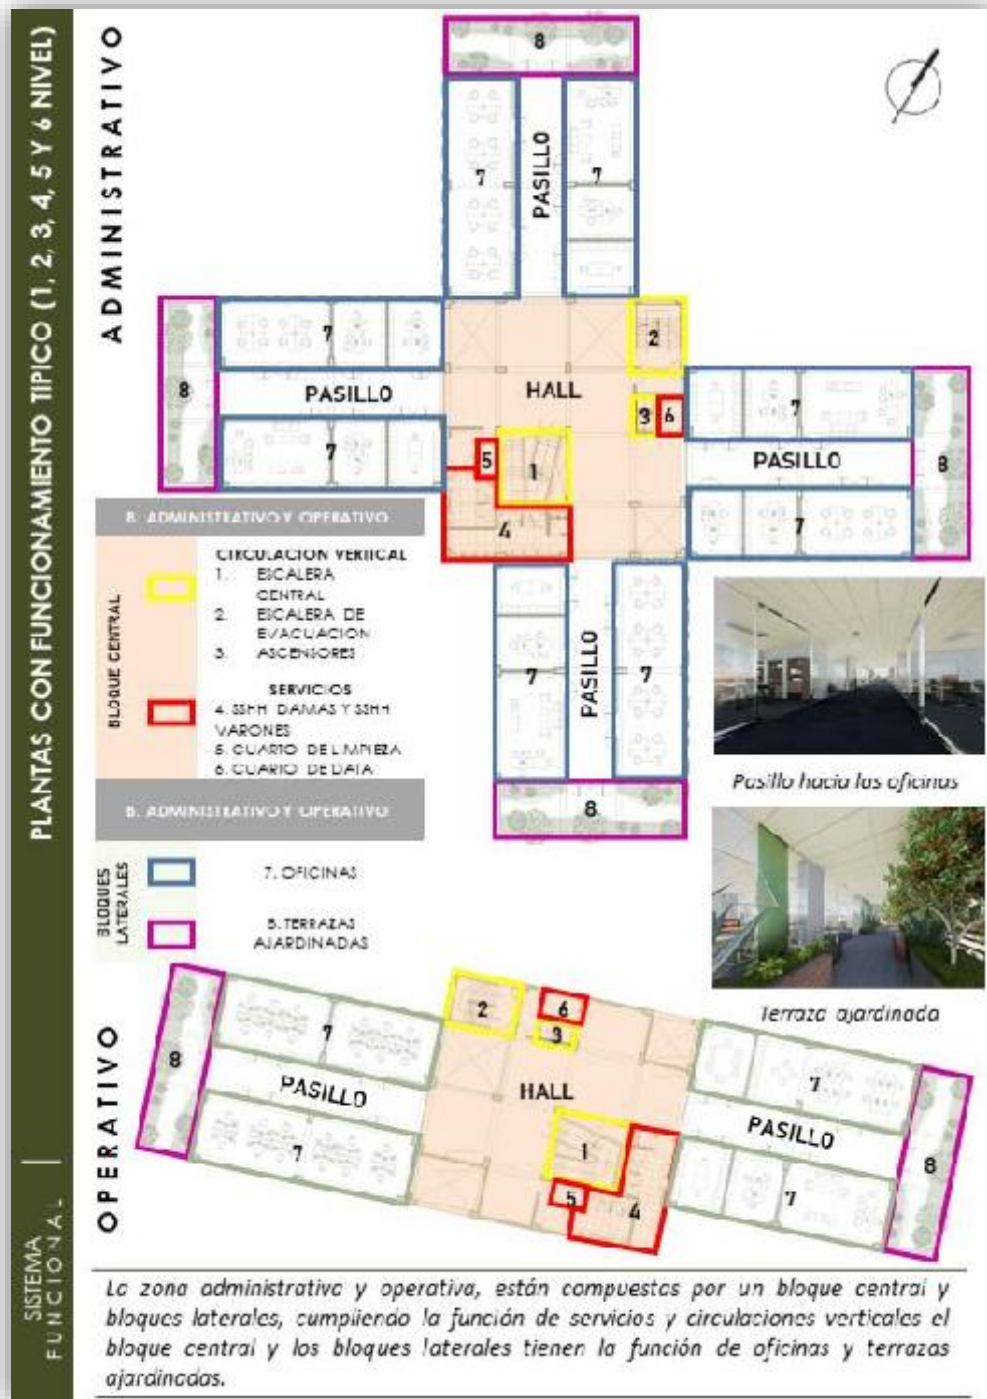 PLANTAS CON FUNCIONAMIENTO TIPICO (1, 2, 3, 4, 5 Y 6 NIVEL)
SISTEMA
FUNCIONAL
ADMINISTRATIVO
8
7
PASILLO
7
2
7
8
PASILLO
HALL
3
6
7
7
5
1
PASILLO
8
4
7
B. ADMINISTRATIVO Y OPERATIVO
BLOQUE CENTRAL
CIRCULACION VERTICAL
1. ESCALERA
CENTRAL
2. ESCALERA DE
EVACUACION
3. ASCENSORES
SERVICIOS
4. SSHH DAMAS Y SSHH
VARONES
5. CUARTO DE LIMPIEZA
6. CUARTO DE DATA
7
PASILLO
7
8
Pasillo hacia las oficinas
B. ADMINISTRATIVO Y OPERATIVO
BLOQUES
LATERALES
7. OFICINAS
8. TERRAZAS
AJARDINADAS
Terraza ajardinada
OPERATIVO
8
7
PASILLO
7
2
6
3
HALL
1
5
4
7
PASILLO
7
8
La zona administrativa y operativa, están compuestas por un bloque central y
bloques laterales, cumpliendo la función de servicios y circulaciones verticales el
bloque central y los bloques laterales tienen la función de oficinas y terrazas
ajardinadas.